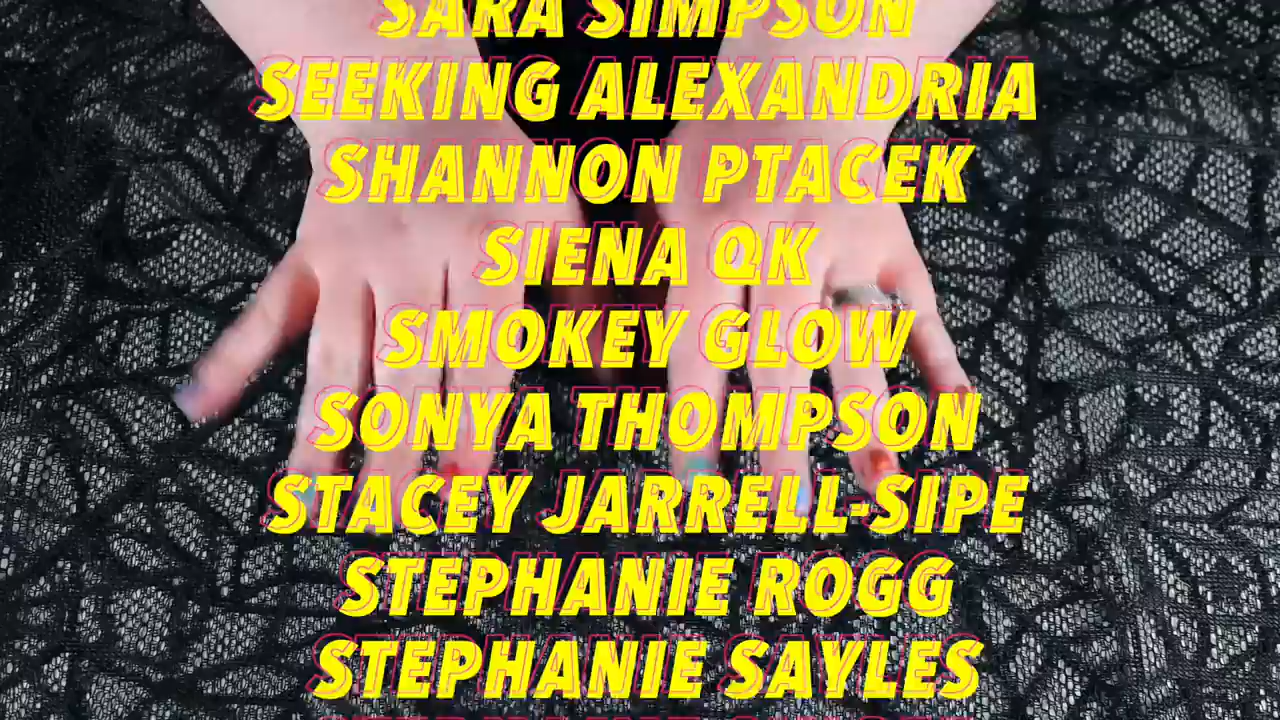 SARA SIMPSON
SEEKING ALEXANDRIA
SHANNON PTACEK
SIENA QK
SMOKEY GLOW
SONYA THOMPSON
STACEY JARRELL-SIPE
STEPHANIE ROGG
STEPHANIE SAYLES